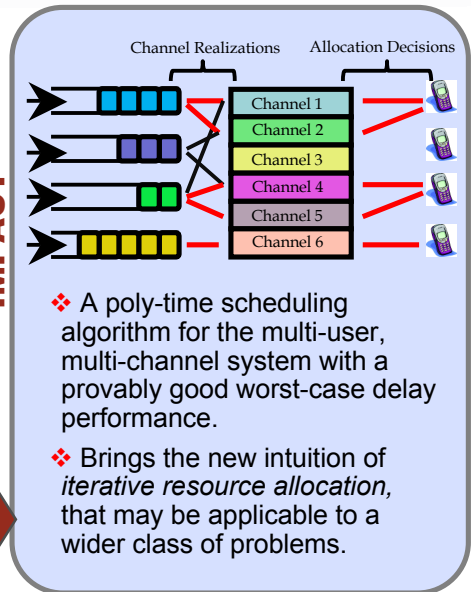 Channel Realizations
Allocation Decisions
Channel 1
Channel 2
Channel 3
Channel 4
Channel 5
Channel 6
❖ A poly-time scheduling
algorithm for the multi-user,
multi-channel system with a
provably good worst-case delay
performance.
❖ Brings the new intuition of
iterative resource allocation,
that may be applicable to a
wider class of problems.